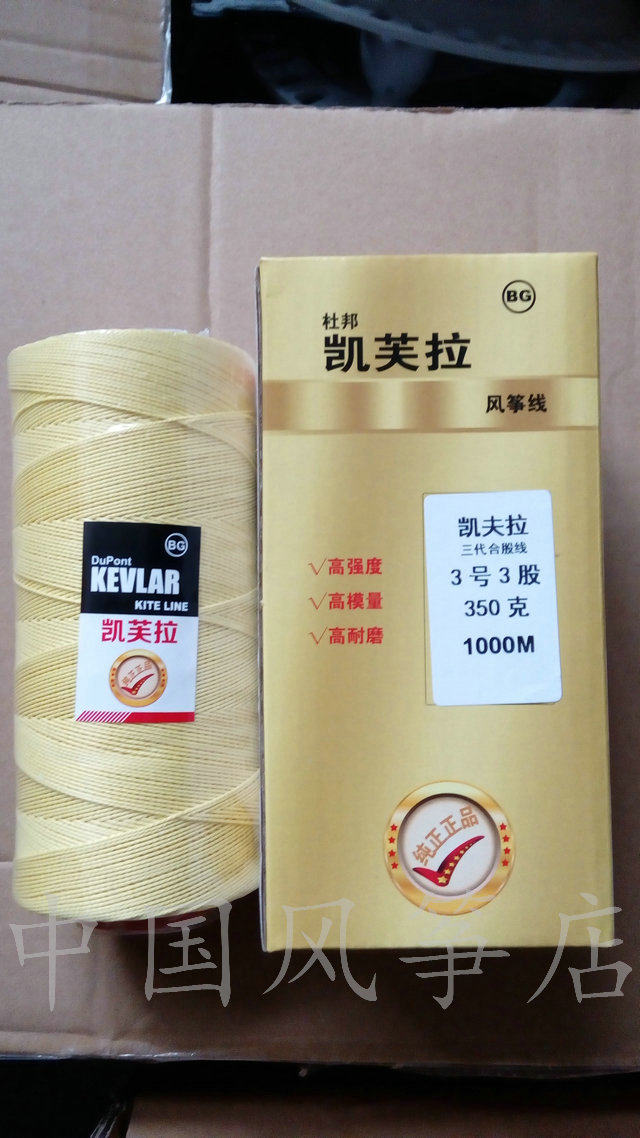 BG
DuPont
KEVLAR
KITE LINE
凯芙拉
纯正正品
BG
杜邦
凯芙拉
风筝线
√高强度
√高模量
√高耐磨
凯夫拉
三代合股线
3号3股
350克
1000M
纯正正品
中国风筝店